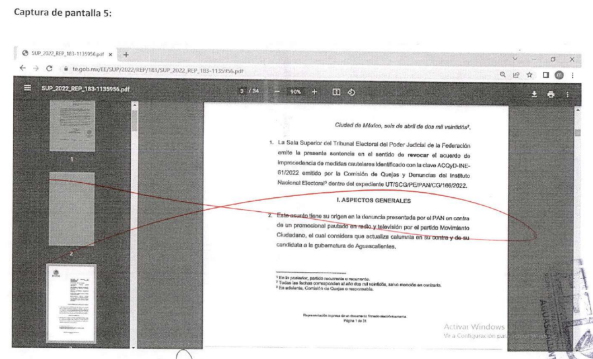 Captura de pantalla 5:
SUP_2022_REP_183-1135956.pdf
te.gob.mx/EE/SUP/2022/REP/183/SUP_2022_REP_183-1135956.pdf
SUP_2022_REP_183-1135956.pdf
3 / 34
90%
Ciudad de México, seis de abril de dos mil veintidós².
1. La Sala Superior del Tribunal Electoral del Poder Judicial de la Federación
emite la presente sentencia en el sentido de revocar el acuerdo de
improcedencia de medidas cautelares identificado con la clave ACQyD-INE-
61/2022 emitido por la Comisión de Quejas y Denuncias del Instituto
Nacional Electoral³ dentro del expediente UT/SCG/PE/PAN/CG/166/2022.
I. ASPECTOS GENERALES
2. Este asunto tiene su origen en la denuncia presentada por el PAN en contra
de un promocional pautado en radio y televisión por el partido Movimiento
Ciudadano, el cual considera que actualiza calumnia en su contra y de su
candidata a la gubernatura de Aguascalientes.
¹ En lo posterior, partido recurrente o recurrente.
² Todas las fechas corresponden al año dos mil veintidós, salvo mención en contrario.
³ En adelante, Comisión de Quejas o responsable.
Representación impresa de un documento firmado electrónicamente.
Página 1 de 31
1
2
Activar Windows
Ve a Configuración para